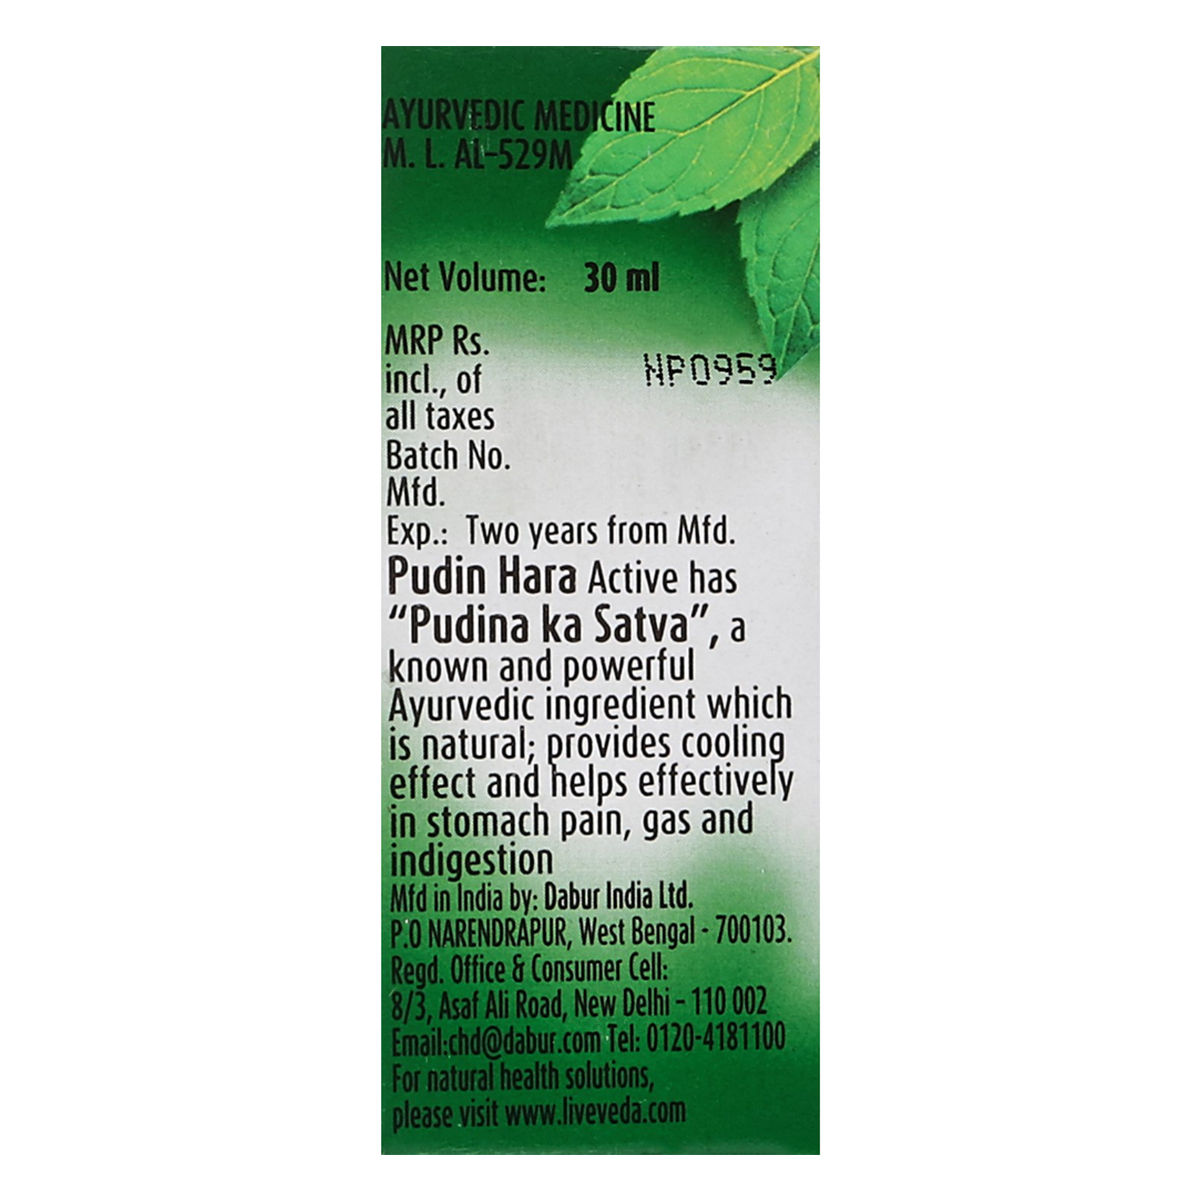 AYURVEDIC MEDICINE
M. L. AL-529M
Net Volume: 30 ml
MRP Rs.
incl., of
all taxes
NP0959
Batch No.
Mfd.
Exp.: Two years from Mfd.
Pudin Hara Active has
“Pudina ka Satva”, a
known and powerful
Ayurvedic ingredient which
is natural; provides cooling
effect and helps effectively
in stomach pain, gas and
indigestion
Mfd in India by: Dabur India Ltd.
P.O NARENDRAPUR, West Bengal - 700103.
Regd. Office & Consumer Cell:
8/3, Asaf Ali Road, New Delhi - 110 002
Email:chd@dabur.com Tel: 0120-4181100
For natural health solutions,
please visit www.liveveda.com